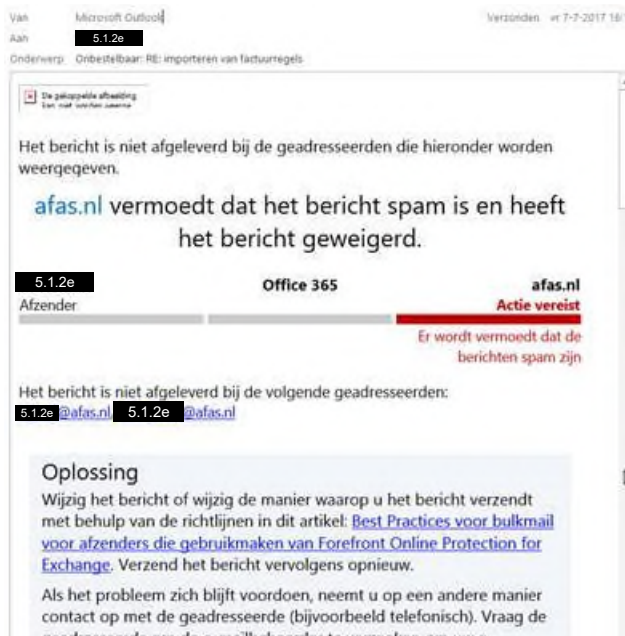 Van Microsoft Outlook Verzonden vr 7-7-2017 16:
Aan 5.1.2e
Onderwerp Onbestelbaar: RE: importeren van factuurregels
De gekoppelde afbeelding
kan niet worden
Het bericht is niet afgeleverd bij de geadresseerden die hieronder worden
weergegeven.
afas.nl vermoedt dat het bericht spam is en heeft
het bericht geweigerd.
5.1.2e Office 365 afas.nl
Afzender Actie vereist
Er wordt vermoedt dat de
berichten spam zijn
Het bericht is niet afgeleverd bij de volgende geadresseerden:
5.1.2e @afas.nl, 5.1.2e @afas.nl
Oplossing
Wijzig het bericht of wijzig de manier waarop u het bericht verzendt
met behulp van de richtlijnen in dit artikel: Best Practices voor bulkmail
voor afzenders die gebruikmaken van Forefront Online Protection for
Exchange. Verzend het bericht vervolgens opnieuw.
Als het probleem zich blijft voordoen, neemt u op een andere manier
contact op met de geadresseerde (bijvoorbeeld telefonisch). Vraag de